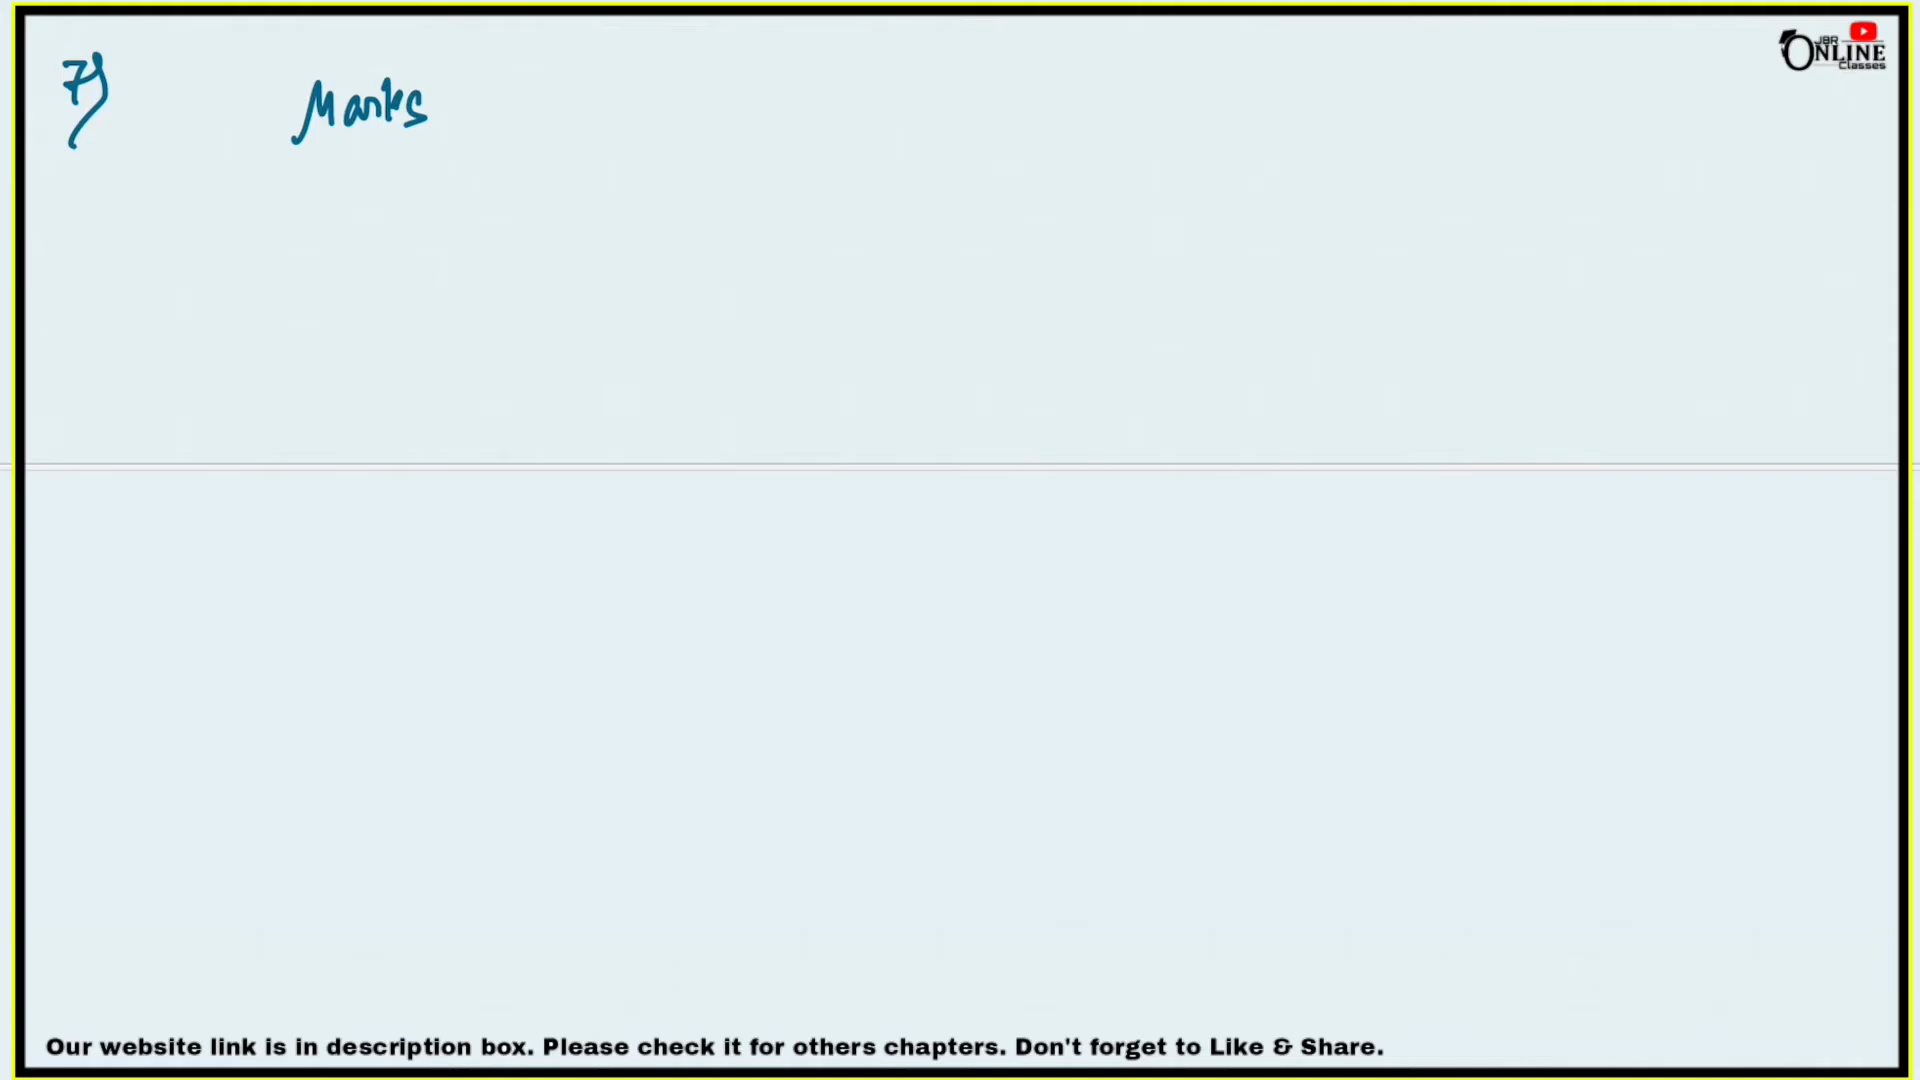 7)
Marks
JBR
ONLINE
Classes
Our website link is in description box. Please check it for others chapters. Don't forget to Like & Share.